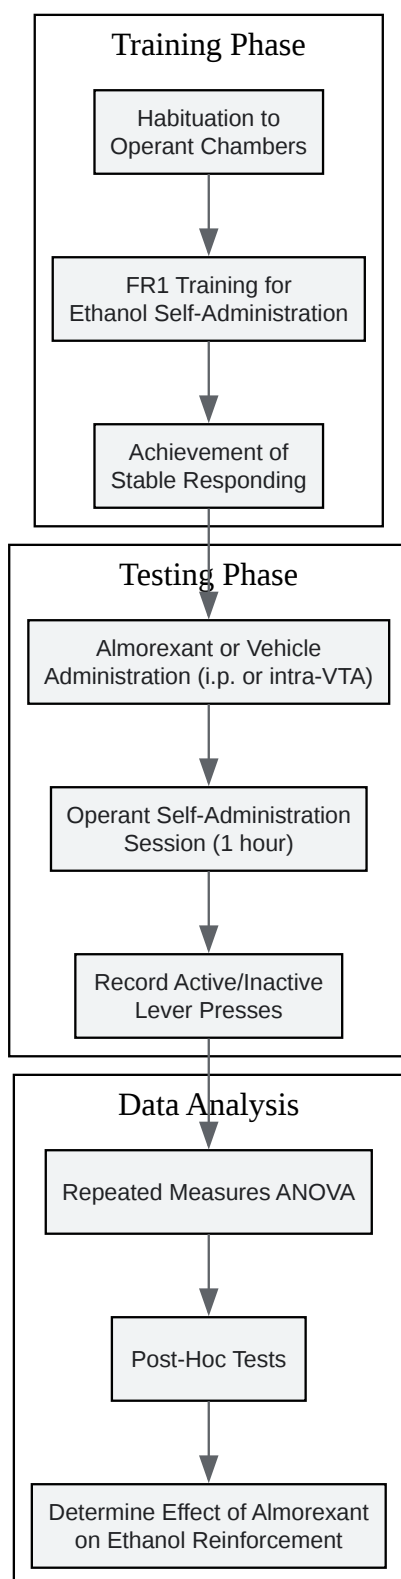 Training Phase
Habituation to
Operant Chambers
FR1 Training for
Ethanol Self-Administration
Achievement of
Stable Responding
Testing Phase
Almorexant or Vehicle
Administration (i.p. or intra-VTA)
Operant Self-Administration
Session (1 hour)
Record Active/Inactive
Lever Presses
Data Analysis
Repeated Measures ANOVA
Post-Hoc Tests
Determine Effect of Almorexant
on Ethanol Reinforcement